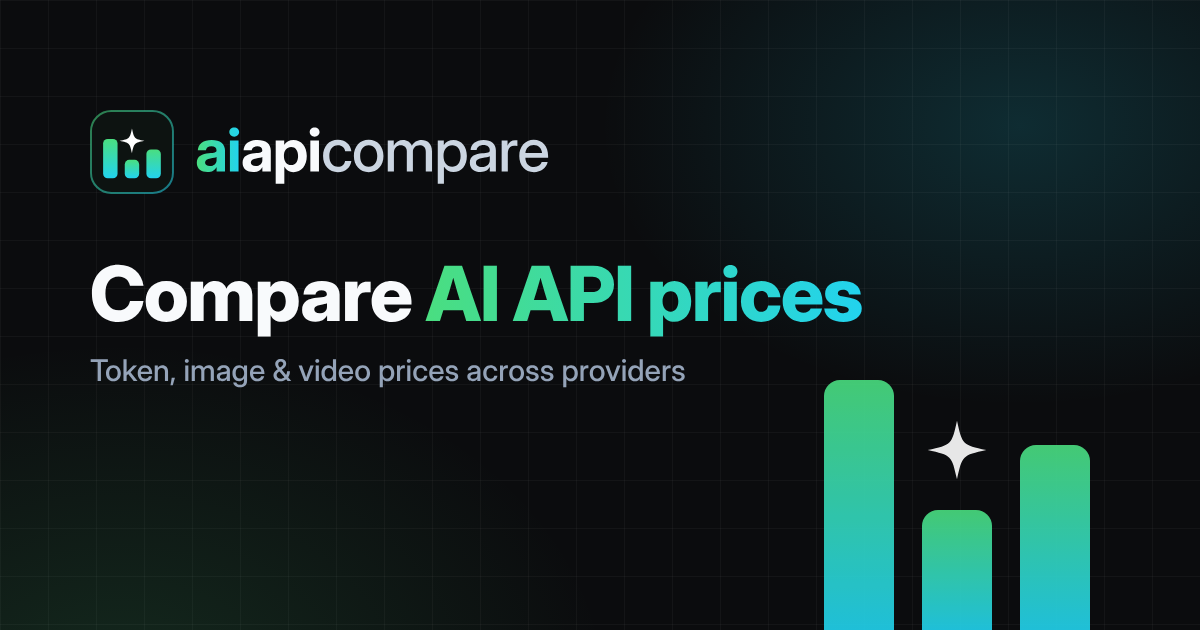 aiapicompare
Compare AI API prices
Token, image & video prices across providers